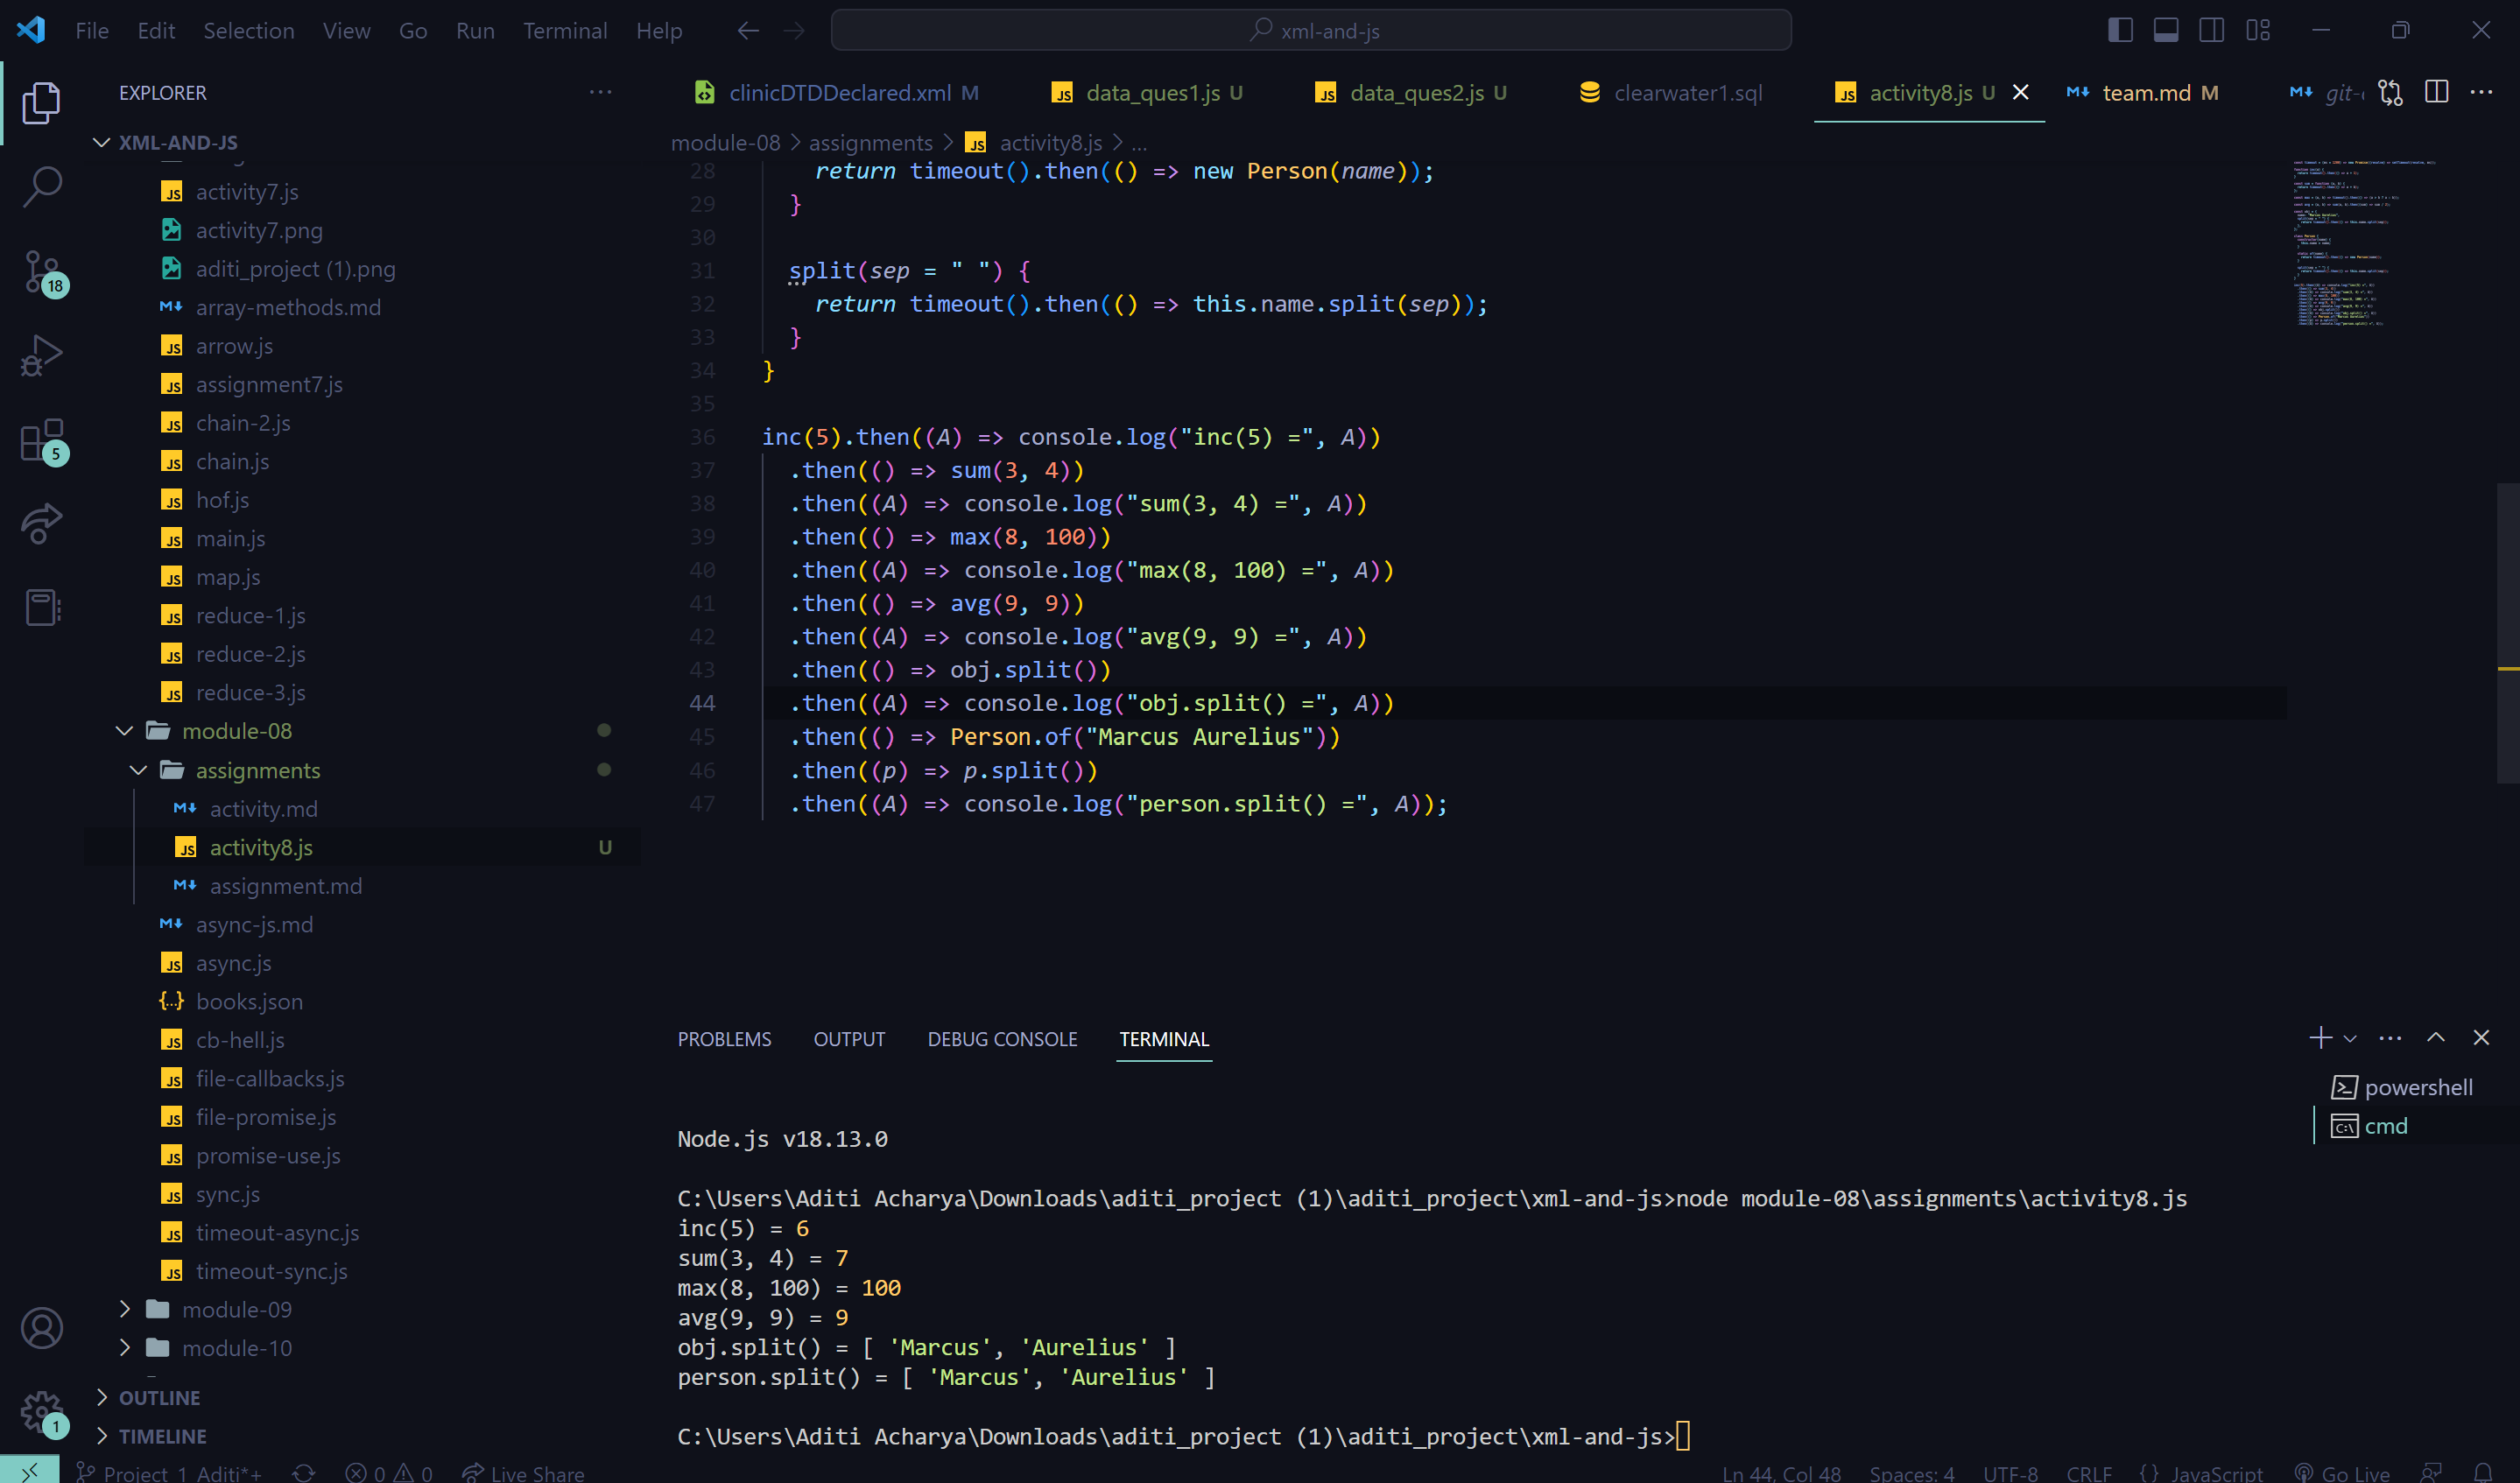 File Edit Selection View Go Run Terminal Help
xml-and-js
EXPLORER
XML-AND-JS
activity7.js
activity7.png
aditi_project (1).png
array-methods.md
arrow.js
assignment7.js
chain-2.js
chain.js
hof.js
main.js
map.js
reduce-1.js
reduce-2.js
reduce-3.js
module-08
assignments
activity.md
activity8.js U
assignment.md
async-js.md
async.js
books.json
cb-hell.js
file-callbacks.js
file-promise.js
promise-use.js
sync.js
timeout-async.js
timeout-sync.js
module-09
module-10
OUTLINE
TIMELINE
18
5
1
clinicDTDDeclared.xml M data_ques1.js U data_ques2.js U clearwater1.sql activity8.js U team.md M git-
module-08 > assignments > JS activity8.js > ...
28 return timeout().then(() => new Person(name));
29 }
30
31 split(sep = " ") {
32 return timeout().then(() => this.name.split(sep));
33 }
34 }
35
36 inc(5).then((A) => console.log("inc(5) =", A))
37 .then(() => sum(3, 4))
38 .then((A) => console.log("sum(3, 4) =", A))
39 .then(() => max(8, 100))
40 .then((A) => console.log("max(8, 100) =", A))
41 .then(() => avg(9, 9))
42 .then((A) => console.log("avg(9, 9) =", A))
43 .then(() => obj.split())
44 .then((A) => console.log("obj.split() =", A))
45 .then(() => Person.of("Marcus Aurelius"))
46 .then((p) => p.split())
47 .then((A) => console.log("person.split() =", A));
PROBLEMS OUTPUT DEBUG CONSOLE TERMINAL
powershell
cmd
Node.js v18.13.0
C:\Users\Aditi Acharya\Downloads\aditi_project (1)\aditi_project\xml-and-js>node module-08\assignments\activity8.js
inc(5) = 6
sum(3, 4) = 7
max(8, 100) = 100
avg(9, 9) = 9
obj.split() = [ 'Marcus', 'Aurelius' ]
person.split() = [ 'Marcus', 'Aurelius' ]
C:\Users\Aditi Acharya\Downloads\aditi_project (1)\aditi_project\xml-and-js>
Project_1_Aditi*+ 0 0 Live Share Ln 44, Col 48 Spaces: 4 UTF-8 CRLF {} JavaScript Go Live